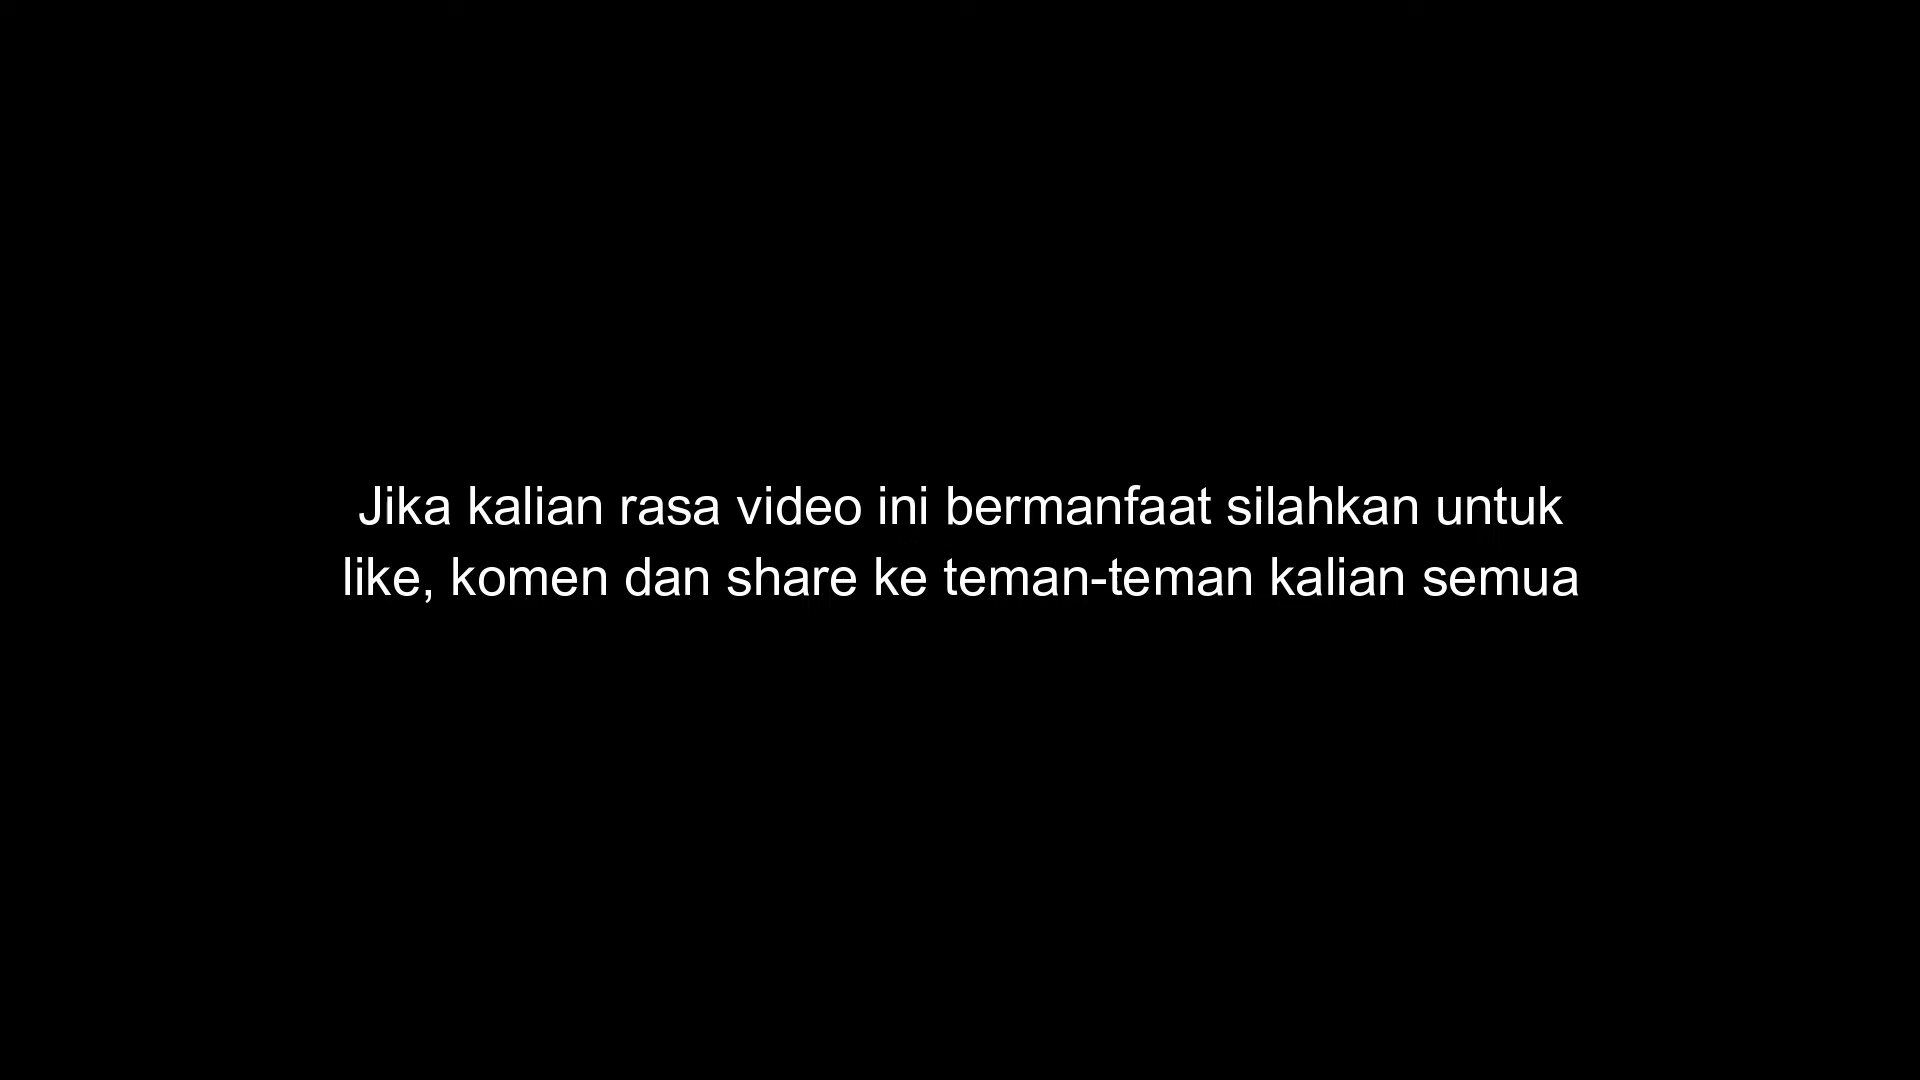 Jika kalian rasa video ini bermanfaat silahkan untuk
like, komen dan share ke teman-teman kalian semua